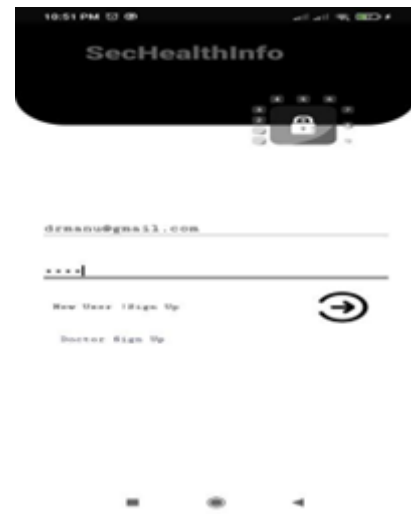 10:51 PM
SecHealthInfo
drmanu@gmail.com
••••
New User !Sign Up
Doctor Sign Up